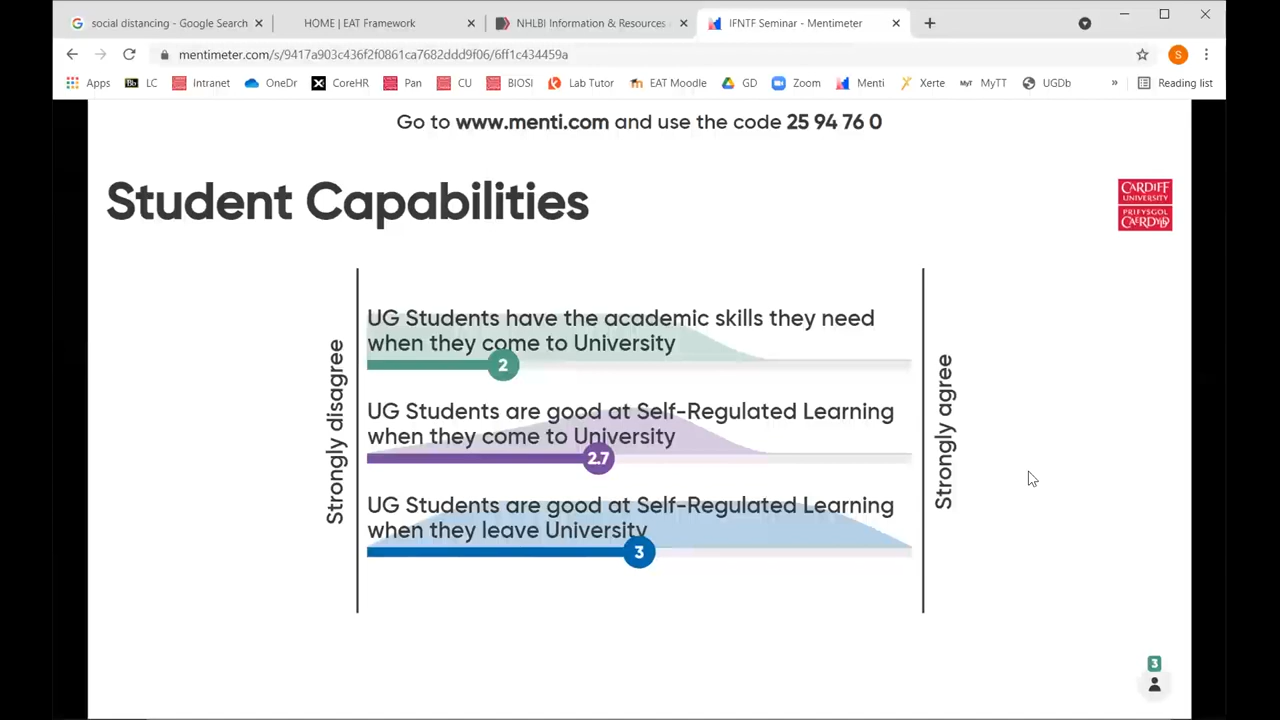 social distancing - Google Search
HOME | EAT Framework
NHLBI Information & Resources
IFNTF Seminar - Mentimeter
mentimeter.com/s/9417a903c436f2f0861ca7682ddd9f06/6ff1c434459a
S
Apps
Bb LC
Intranet
OneDr
CoreHR
Pan
CU
BIOSI
Lab Tutor
EAT Moodle
GD
Zoom
Menti
Xerte
MyTT MyTT
UGDb
»
Reading list
Go to www.menti.com and use the code 25 94 76 0
Student Capabilities
CARDIFF
UNIVERSITY
PRIFYSGOL
CAERDYDD
Strongly disagree
UG Students have the academic skills they need
when they come to University
2
UG Students are good at Self-Regulated Learning
when they come to University
2.7
UG Students are good at Self-Regulated Learning
when they leave University
3
Strongly agree
3